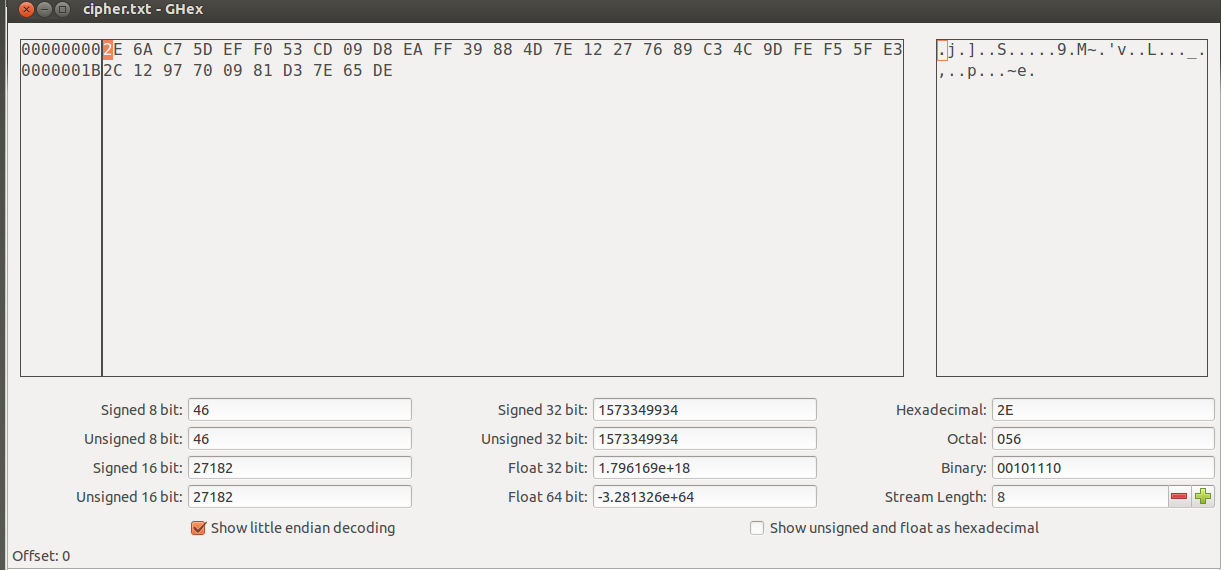 cipher.txt - GHex
00000000 2E 6A C7 5D EF F0 53 CD 09 D8 EA FF 39 88 4D 7E 12 27 76 89 C3 4C 9D FE F5 5F E3 .j.]..S.....9.M~.'v..L..._.
0000001B 2C 12 97 70 09 81 D3 7E 65 DE ,..p...~e.
Signed 8 bit: 46 Signed 32 bit: 1573349934 Hexadecimal: 2E
Unsigned 8 bit: 46 Unsigned 32 bit: 1573349934 Octal: 056
Signed 16 bit: 27182 Float 32 bit: 1.796169e+18 Binary: 00101110
Unsigned 16 bit: 27182 Float 64 bit: -3.281326e+64 Stream Length: 8
Show little endian decoding Show unsigned and float as hexadecimal
Offset: 0